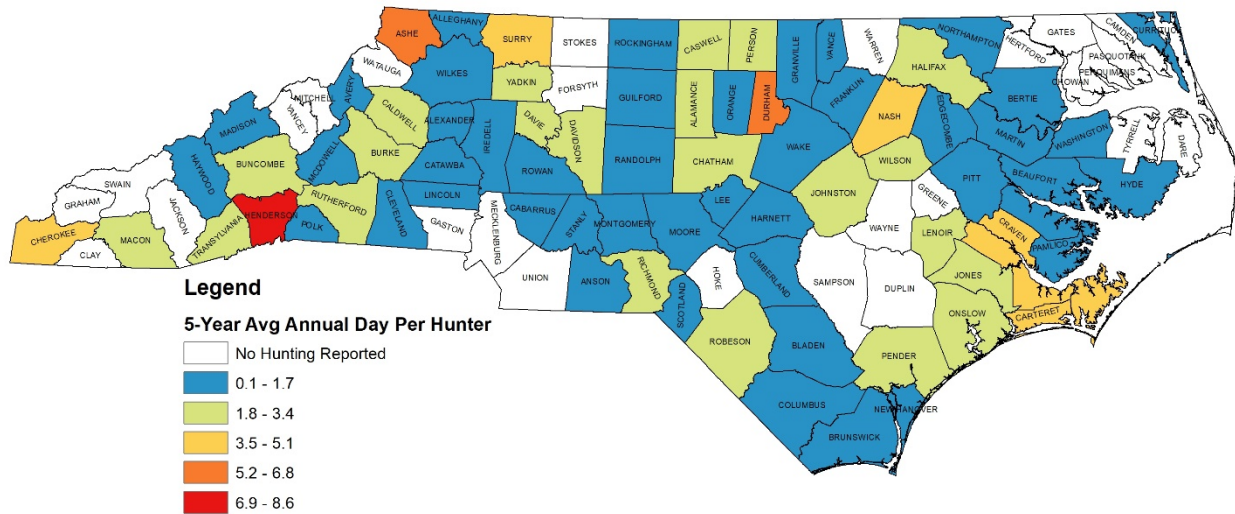 ALLEGHANY
ASHE
SURRY
STOKES
ROCKINGHAM
CASWELL
PERSON
GRANVILLE
VANCE
WARREN
NORTHAMPTON
HERTFORD
GATES
CAMDEN
CURRITUCK
PASQUOTANK
PERQUIMANS
CHOWAN
HALIFAX
WATAUGA
WILKES
YADKIN
FORSYTH
GUILFORD
ALAMANCE
ORANGE
DURHAM
FRANKLIN
NASH
EDGECOMBE
BERTIE
MARTIN
WASHINGTON
TYRRELL
DARE
MITCHELL
AVERY
YANCEY
CALDWELL
ALEXANDER
IREDELL
DAVIE
DAVIDSON
RANDOLPH
CHATHAM
WAKE
WILSON
MADISON
BUNCOMBE
MCDOWELL
BURKE
CATAWBA
ROWAN
HAYWOOD
SWAIN
GRAHAM
JACKSON
CHEROKEE
CLAY
MACON
TRANSYLVANIA
HENDERSON
POLK
RUTHERFORD
CLEVELAND
LINCOLN
GASTON
MECKLENBURG
CABARRUS
STANLY
MONTGOMERY
MOORE
LEE
HARNETT
JOHNSTON
GREENE
PITT
BEAUFORT
HYDE
WAYNE
LENOIR
CRAVEN
PAMLICO
UNION
ANSON
RICHMOND
SCOTLAND
HOKE
CUMBERLAND
SAMPSON
DUPLIN
JONES
ONSLOW
CARTERET
ROBESON
BLADEN
PENDER
COLUMBUS
NEW HANOVER
BRUNSWICK
Legend
5-Year Avg Annual Day Per Hunter
No Hunting Reported
0.1 - 1.7
1.8 - 3.4
3.5 - 5.1
5.2 - 6.8
6.9 - 8.6